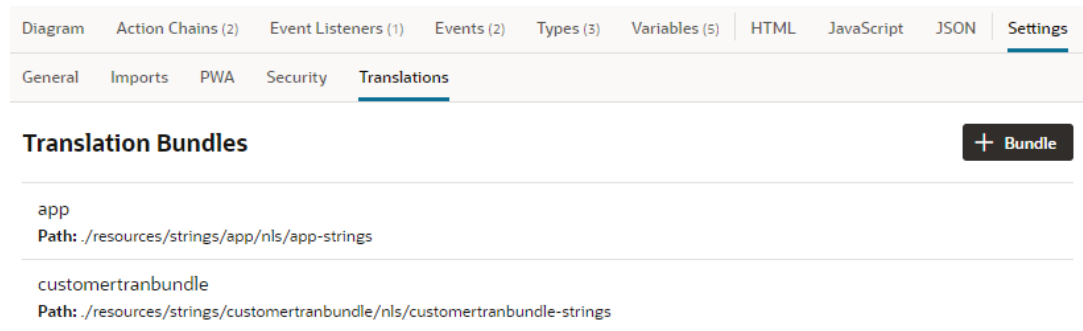 Diagram Action Chains (2) Event Listeners (1) Events (2) Types (3) Variables (5) HTML JavaScript JSON Settings
General Imports PWA Security Translations
Translation Bundles + Bundle
app
Path: ./resources/strings/app/nls/app-strings
customertranbundle
Path: ./resources/strings/customertranbundle/nls/customertranbundle-strings